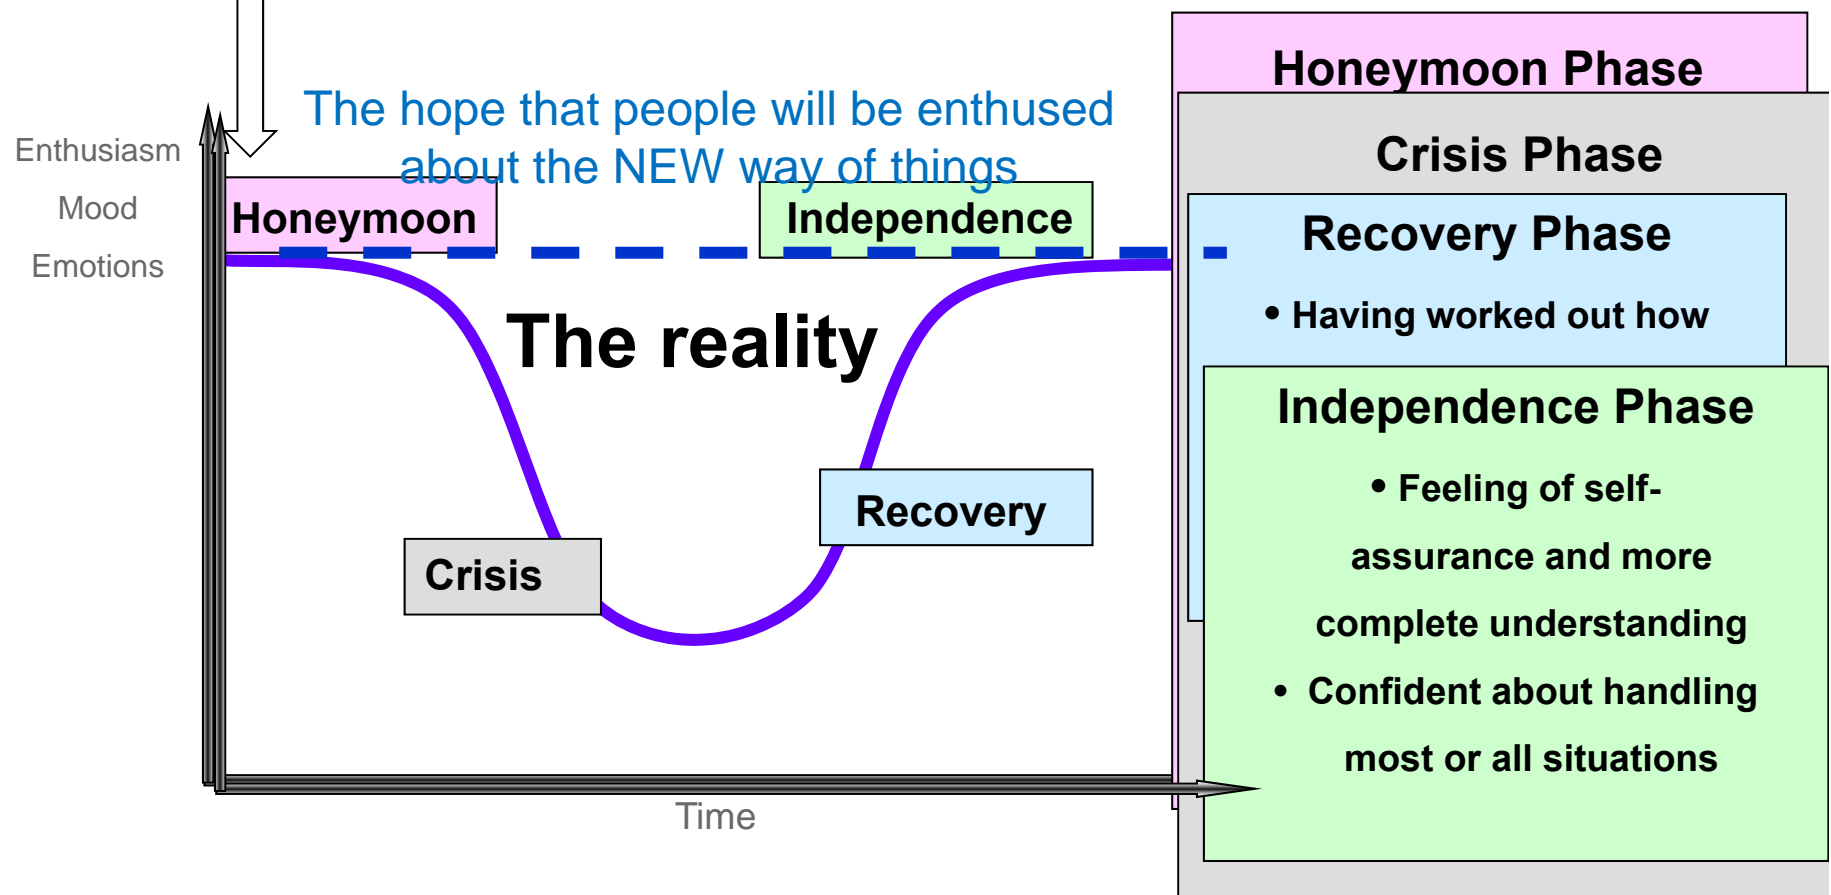 The hope that people will be enthused
about the NEW way of things
Enthusiasm
Mood
Emotions
Honeymoon
Independence
The reality
Recovery
Crisis
Time
Honeymoon Phase
Crisis Phase
Recovery Phase
• Having worked out how
Independence Phase
• Feeling of self-
assurance and more
complete understanding
• Confident about handling
most or all situations